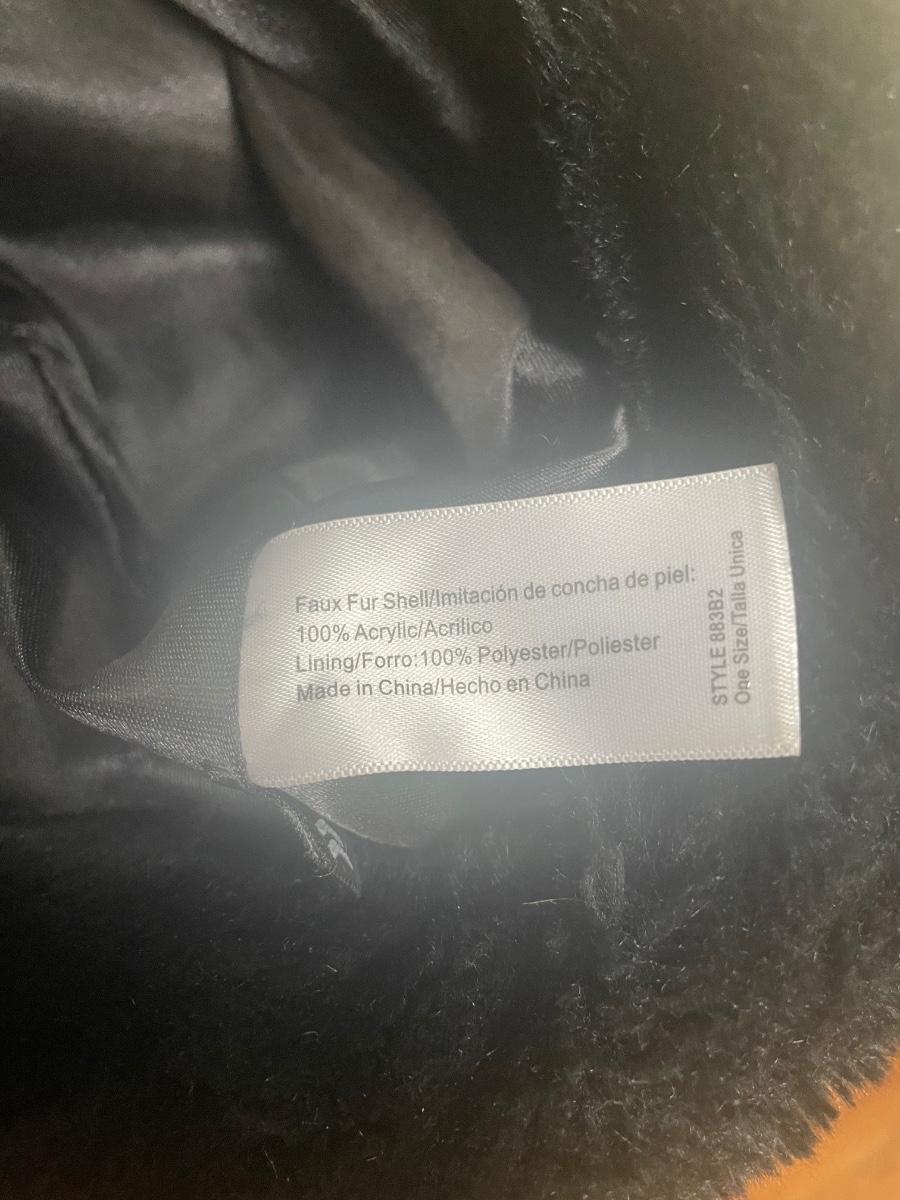 Faux Fur Shell/Imitación de concha de piel:
100% Acrylic/Acrilico
Lining/Forro:100% Polyester/Poliester
Made in China/Hecho en China
STYLE 883B2
One Size/Talla Unica